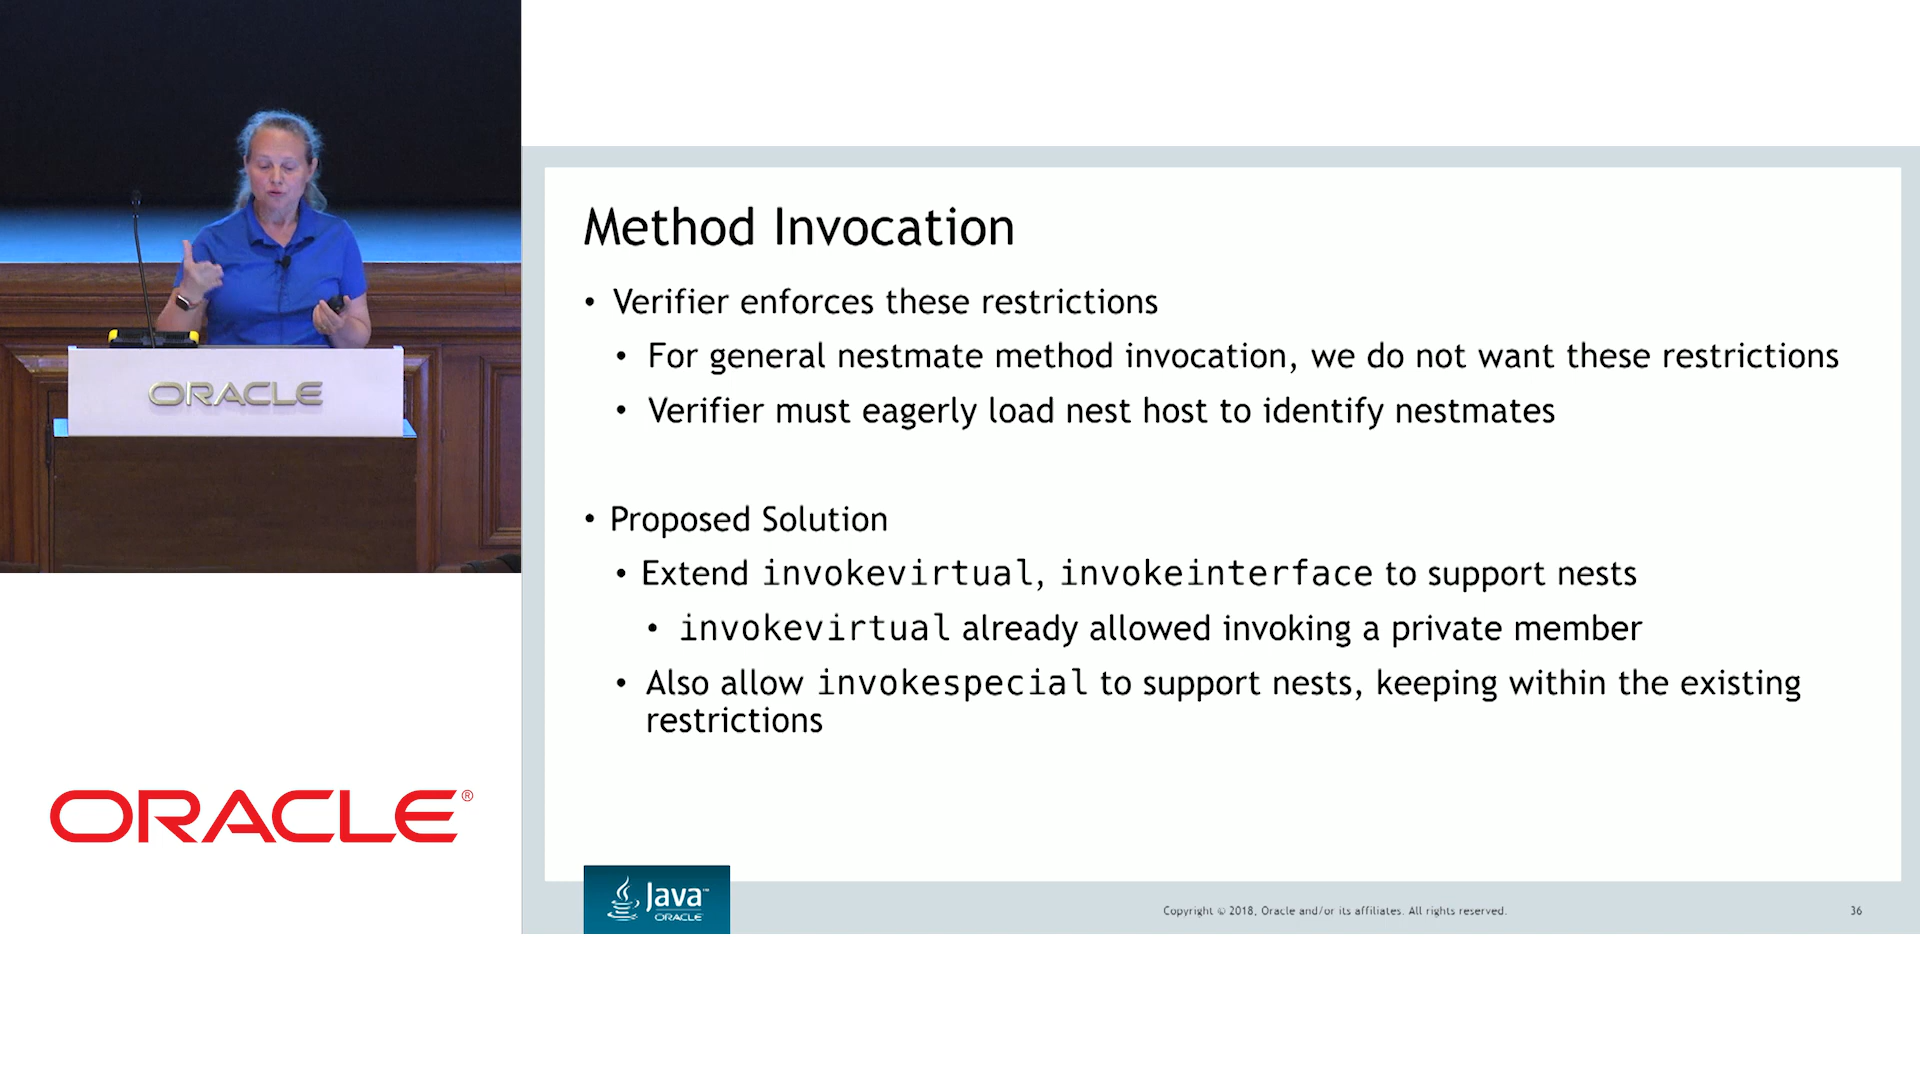 ORACLE
Method Invocation
• Verifier enforces these restrictions
• For general nestmate method invocation, we do not want these restrictions
• Verifier must eagerly load nest host to identify nestmates
• Proposed Solution
• Extend invokevirtual, invokeinterface to support nests
• invokevirtual already allowed invoking a private member
• Also allow invokespecial to support nests, keeping within the existing
restrictions
ORACLE®
Java™
ORACLE
Copyright © 2018, Oracle and/or its affiliates. All rights reserved.
36